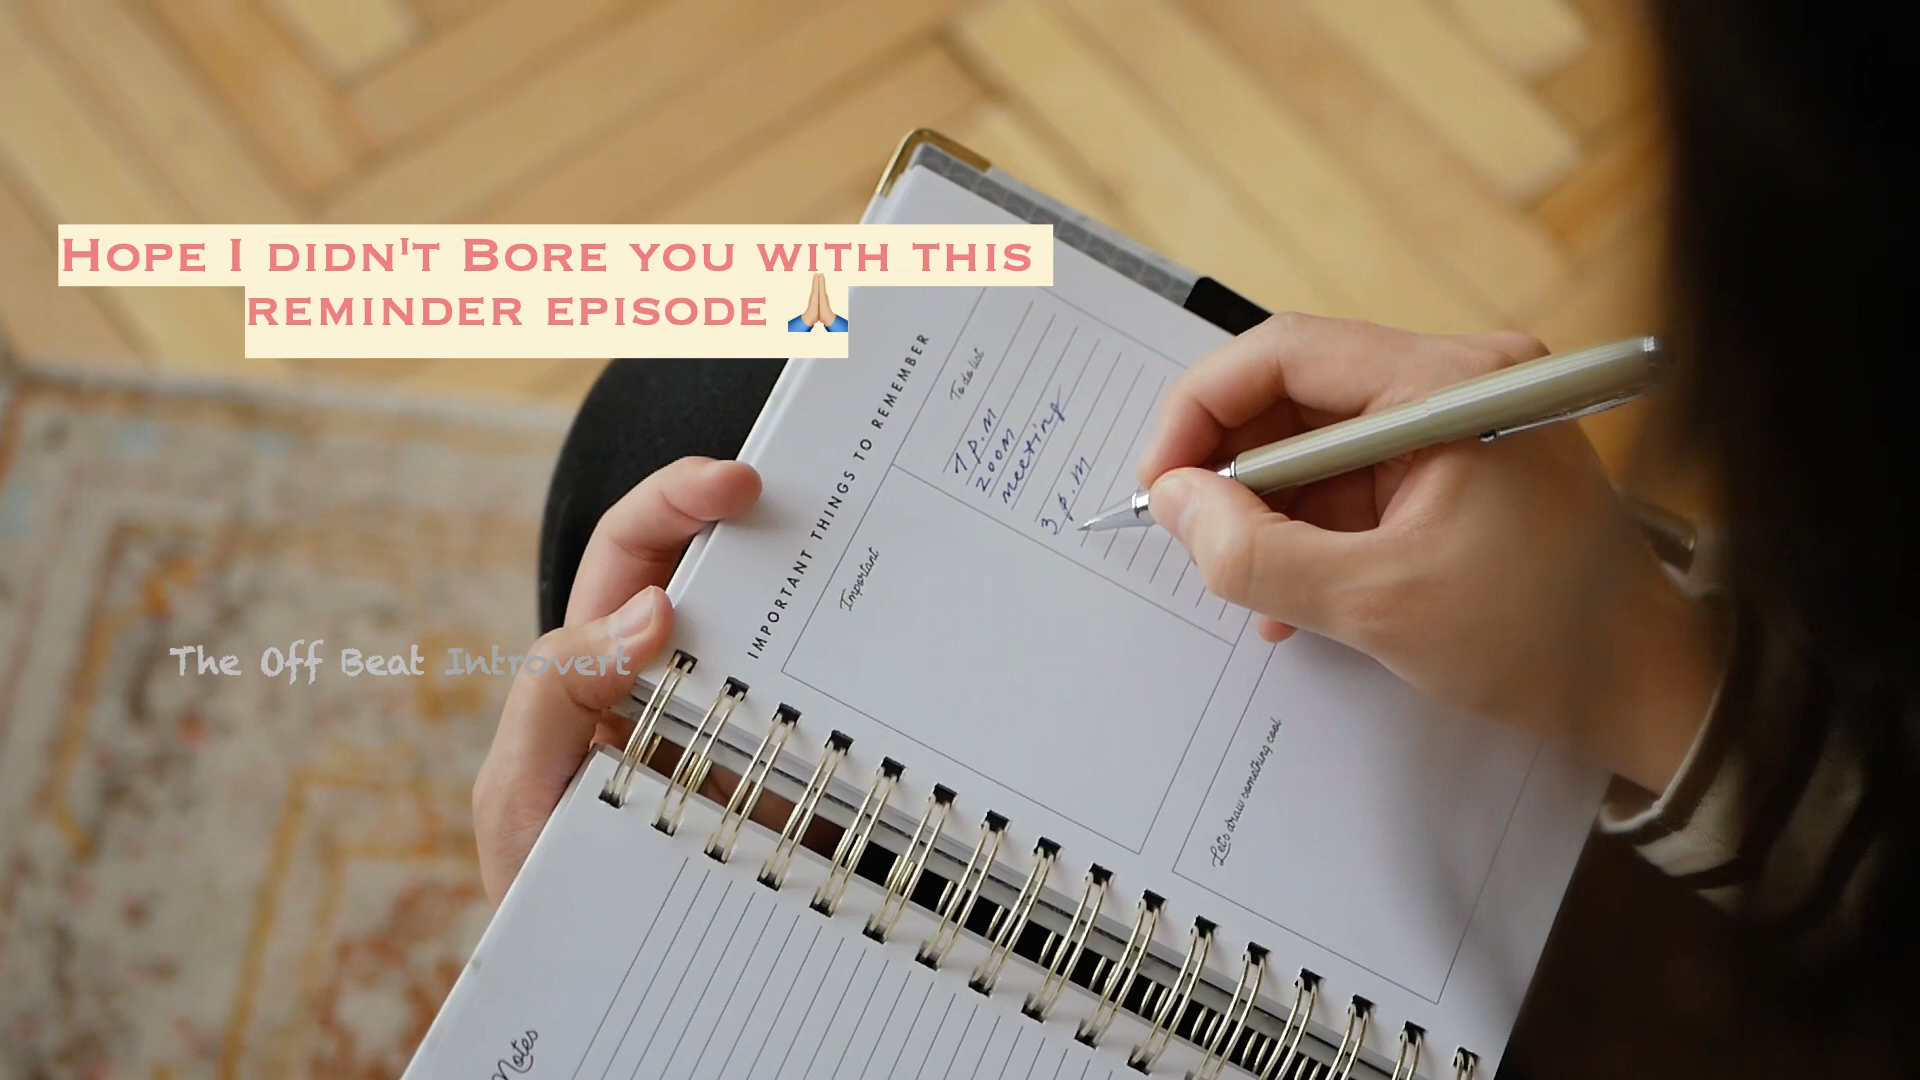 Hope I didn't Bore you with this
reminder episode 🙏🏼
The Off Beat Introvert
IMPORTANT THINGS TO REMEMBER
To do list
1 p.m
zoom
meeting
3 p.m
Important
Let's draw something cool
Notes